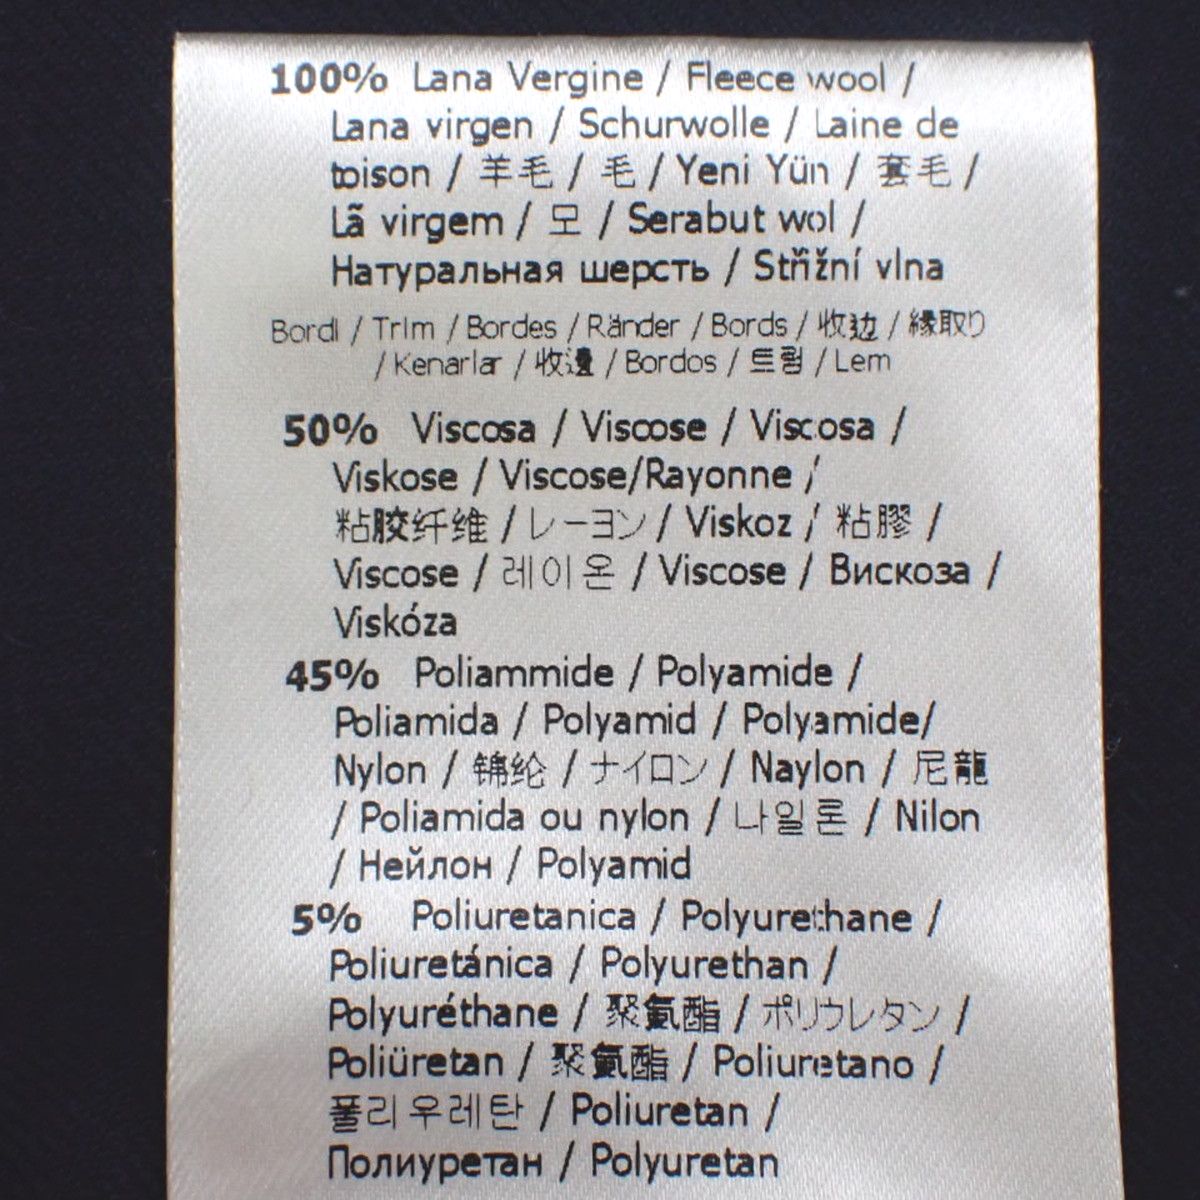 100% Lana Vergine / Fleece wool /
Lana virgen / Schurwolle / Laine de
toison / 羊毛 / 毛 / Yeni Yün / 套毛 /
Lã virgem / 모 / Serabut wol /
Натуральная шерсть / Střižní vlna
Bordi / Trim / Bordes / Ränder / Bords / 收边 / 縁取り
/ Kenarlar / 收邊 / Bordos / 트림 / Lem
50% Viscosa / Viscose / Viscosa /
Viskose / Viscose/Rayonne /
粘胶纤维 / レーヨン / Viskoz / 粘膠 /
Viscose / 레이온 / Viscose / Вискоза /
Viskóza
45% Poliammide / Polyamide /
Poliamida / Polyamid / Polyamide/
Nylon / 锦纶 / ナイロン / Naylon / 尼龍
/ Poliamida ou nylon / 나일론 / Nilon
/ Нейлон / Polyamid
5% Poliuretanica / Polyurethane /
Poliuretánica / Polyurethan /
Polyuréthane / 聚氨酯 / ポリウレタン /
Poliüretan / 聚氨酯 / Poliuretano /
폴리우레탄 / Poliuretan /
Полиуретан / Polyuretan